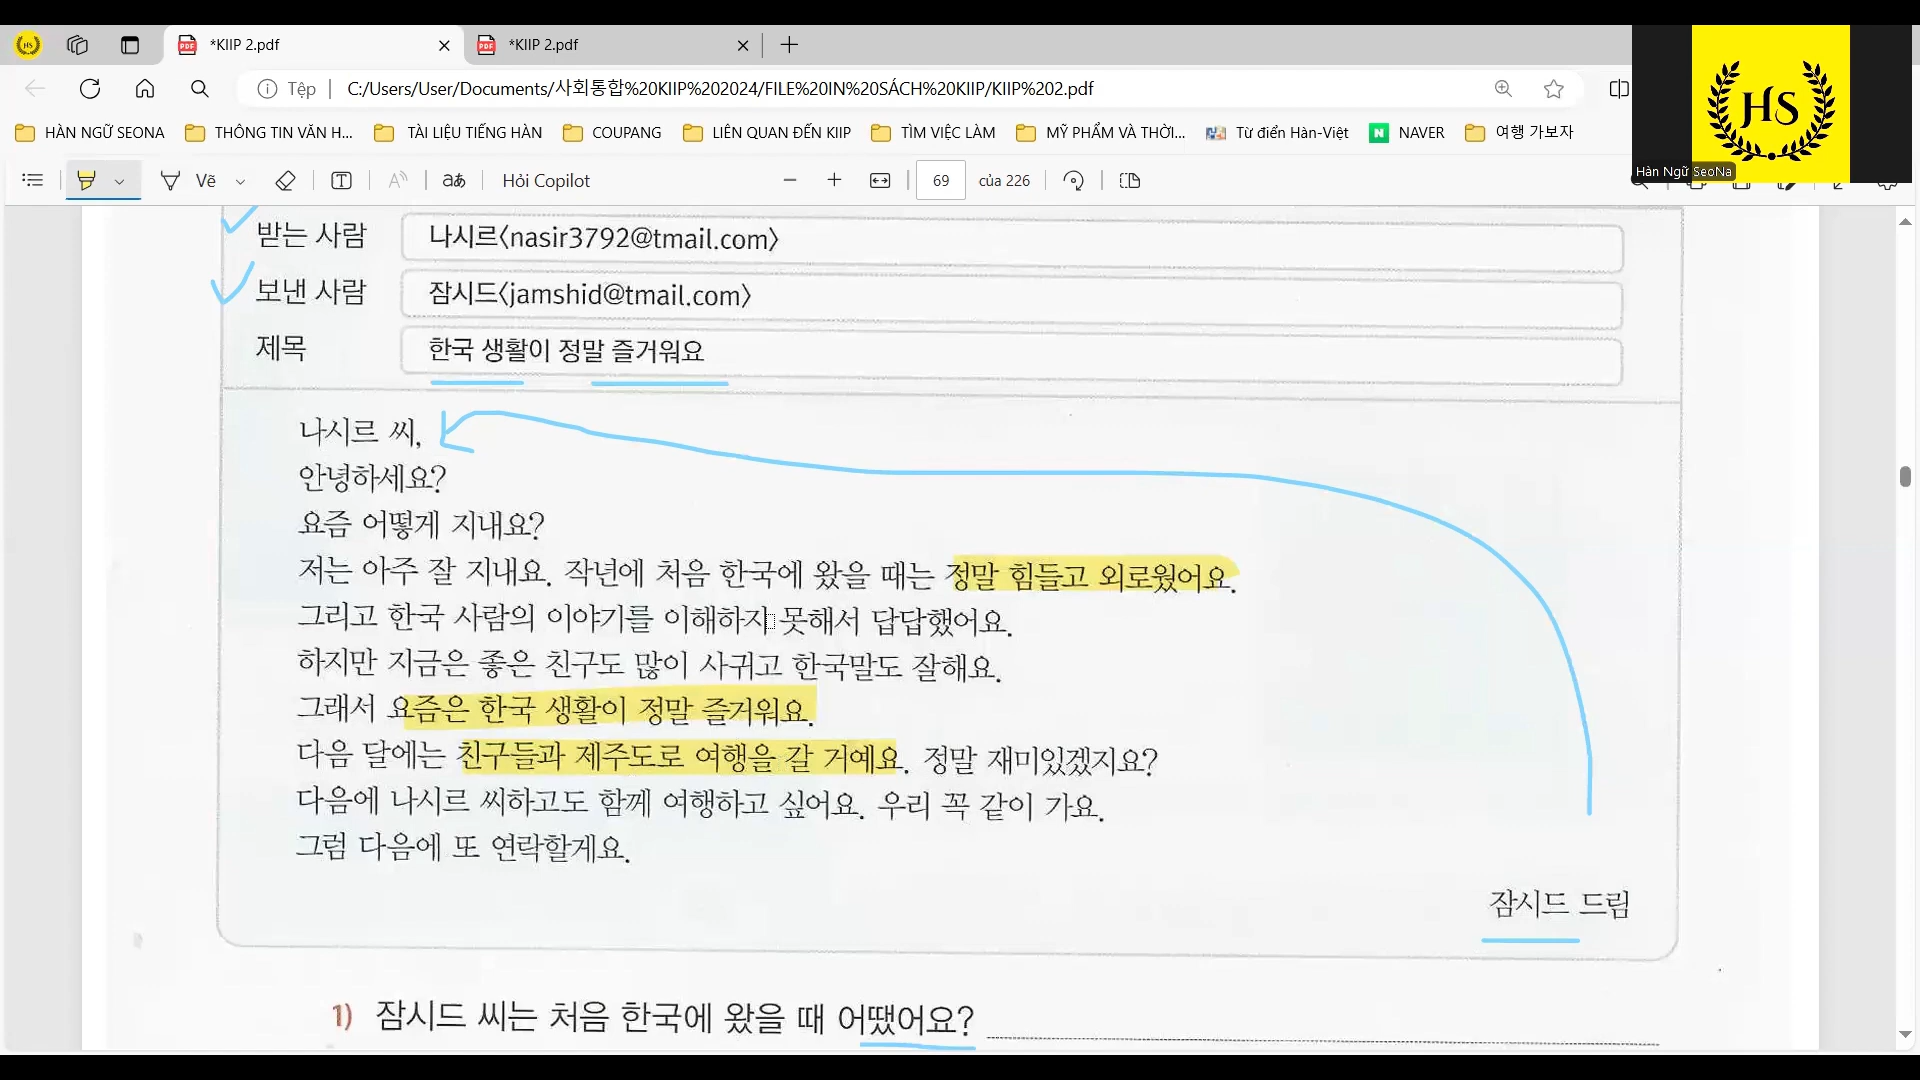 *KIIP 2.pdf
*KIIP 2.pdf
Tệp
C:/Users/User/Documents/사회통합%20KIIP%202024/FILE%20IN%20SÁCH%20KIIP/KIIP%202.pdf
HÀN NGỮ SEONA
THÔNG TIN VĂN H...
TÀI LIỆU TIẾNG HÀN
COUPANG
LIÊN QUAN ĐẾN KIIP
TÌM VIỆC LÀM
MỸ PHẨM VÀ THỜI...
Từ điển Hàn-Việt
NAVER
여행 가보자
HS
Hàn Ngữ SeoNa
Vẽ
Hỏi Copilot
69
của 226
받는 사람 나시르〈nasir3792@tmail.com〉
보낸 사람 잠시드〈jamshid@tmail.com〉
제목 한국 생활이 정말 즐거워요
나시르 씨,
안녕하세요?
요즘 어떻게 지내요?
저는 아주 잘 지내요. 작년에 처음 한국에 왔을 때는 정말 힘들고 외로웠어요.
그리고 한국 사람의 이야기를 이해하지 못해서 답답했어요.
하지만 지금은 좋은 친구도 많이 사귀고 한국말도 잘해요.
그래서 요즘은 한국 생활이 정말 즐거워요.
다음 달에는 친구들과 제주도로 여행을 갈 거예요. 정말 재미있겠지요?
다음에 나시르 씨하고도 함께 여행하고 싶어요. 우리 꼭 같이 가요.
그럼 다음에 또 연락할게요.
잠시드 드림
1) 잠시드 씨는 처음 한국에 왔을 때 어땠어요?